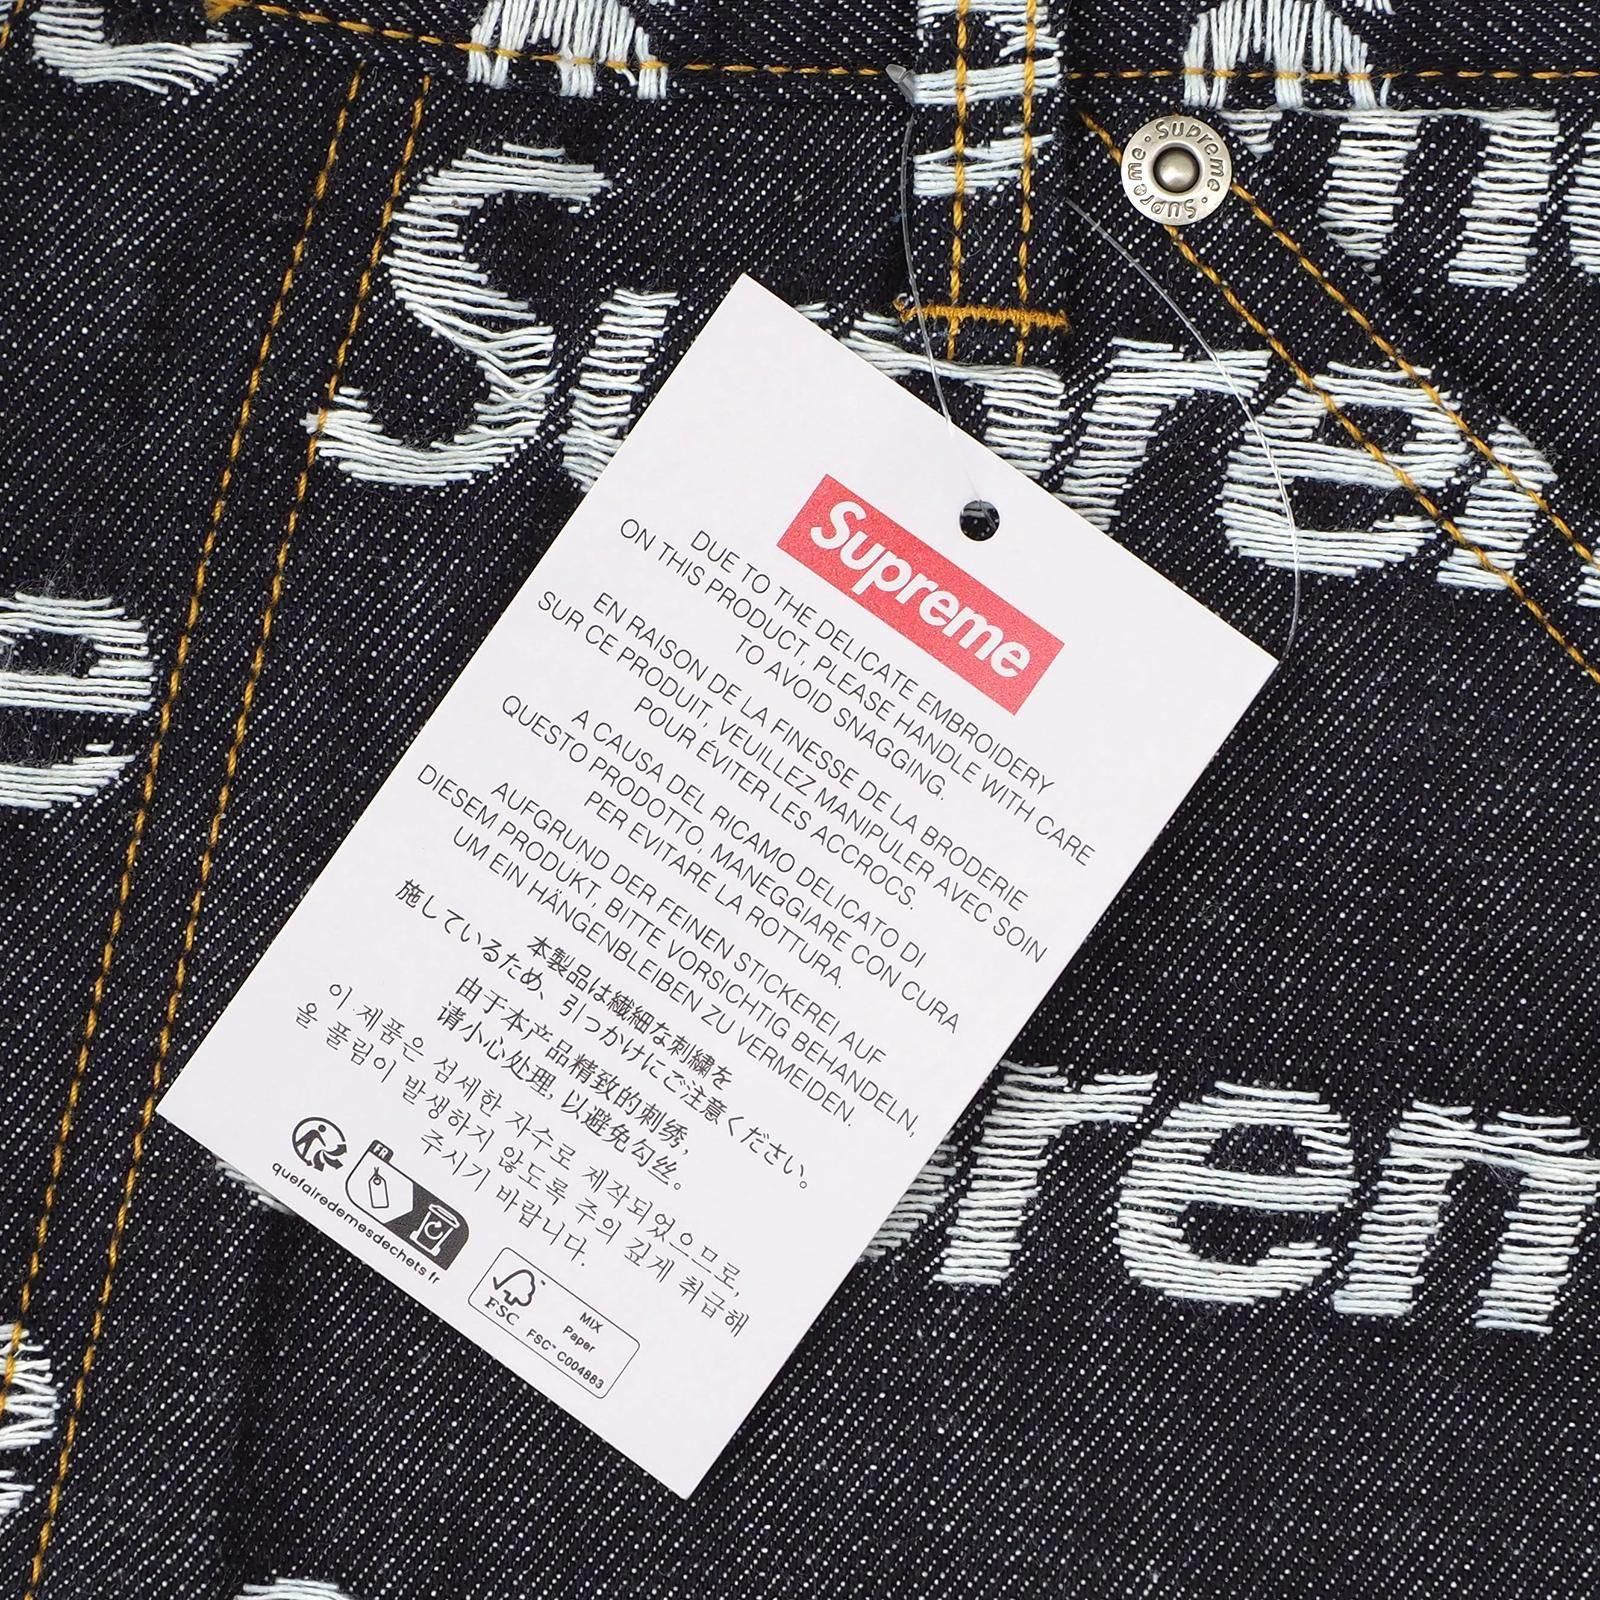 Supreme
Supreme · Supreme ·
Supreme
DUE TO THE DELICATE EMBROIDERY
ON THIS PRODUCT, PLEASE HANDLE WITH CARE
TO AVOID SNAGGING.
EN RAISON DE LA FINESSE DE LA BRODERIE
SUR CE PRODUIT, VEUILLEZ MANIPULER AVEC SOIN
POUR ÉVITER LES ACCROCS.
A CAUSA DEL RICAMO DELICATO DI
QUESTO PRODOTTO, MANEGGIARE CON CURA
PER EVITARE LA ROTTURA.
AUFGRUND DER FEINEN STICKEREI AUF
DIESEM PRODUKT, BITTE VORSICHTIG BEHANDELN,
UM EIN HÄNGENBLEIBEN ZU VERMEIDEN.
本製品は繊細な刺繍を
施しているため、引っかけにご注意ください。
由于本产品精致的刺绣,
请小心处理, 以避免勾丝。
이 제품은 섬세한 자수로 제작되었으므로,
올 풀림이 발생하지 않도록 주의 깊게 취급해
주시기 바랍니다.
FR
quefairedemesdechets.fr
FSC
MIX
Paper
FSC™ C004883
e
prem